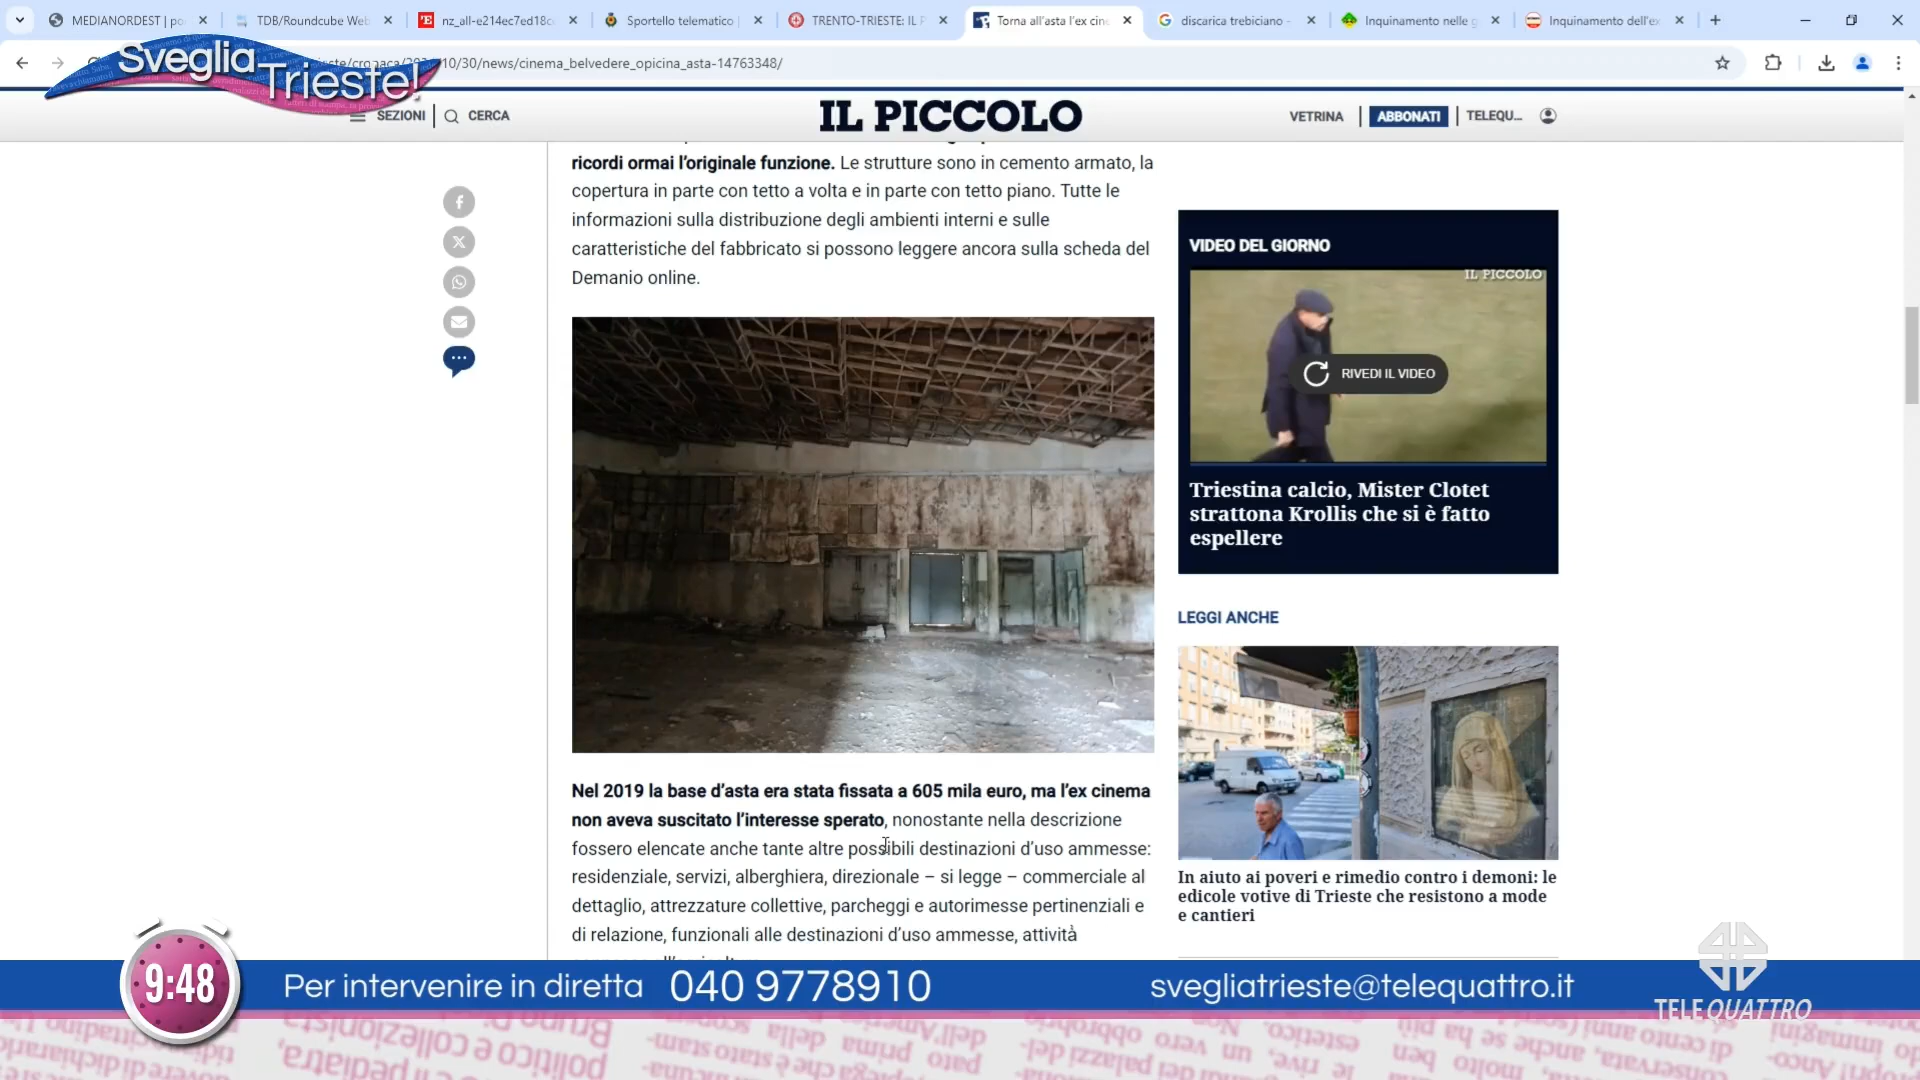 MEDIANORDEST | po
TDB/Roundcube Web
nz_all-e214ec7ed18c
Sportello telematico |
TRENTO-TRIESTE: IL P
Torna all'asta l'ex cine
discarica trebiciano -
Inquinamento nelle g
Inquinamento dell'ex
Sveglia
Trieste!
10/30/news/cinema_belvedere_opicina_asta-14763348/
SEZIONI
CERCA
IL PICCOLO
VETRINA
ABBONATI
TELEQU...
ricordi ormai l'originale funzione. Le strutture sono in cemento armato, la
copertura in parte con tetto a volta e in parte con tetto piano. Tutte le
informazioni sulla distribuzione degli ambienti interni e sulle
caratteristiche del fabbricato si possono leggere ancora sulla scheda del
Demanio online.
Nel 2019 la base d'asta era stata fissata a 605 mila euro, ma l'ex cinema
non aveva suscitato l'interesse sperato, nonostante nella descrizione
fossero elencate anche tante altre possibili destinazioni d'uso ammesse:
residenziale, servizi, alberghiera, direzionale – si legge – commerciale al
dettaglio, attrezzature collettive, parcheggi e autorimesse pertinenziali e
di relazione, funzionali alle destinazioni d'uso ammesse, attività
VIDEO DEL GIORNO
IL PICCOLO
RIVEDI IL VIDEO
Triestina calcio, Mister Clotet
strattona Krollis che si è fatto
espellere
LEGGI ANCHE
In aiuto ai poveri e rimedio contro i demoni: le
edicole votive di Trieste che resistono a mode
e cantieri
9:48
Per intervenire in diretta 040 9778910
svegliatrieste@telequattro.it
TELEQUATTRO